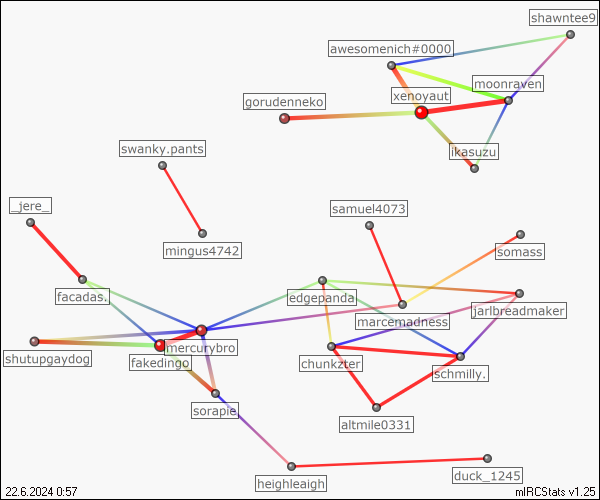 shawntee9
awesomenich#0000
moonraven
xenoyaut
gorudenneko
swanky.pants
ikasuzu
_jere_
samuel4073
mingus4742
somass
facadas.
edgepanda
jarlbreadmaker
marcemadness
mercurybro
shutupgaydog
fakedingo
chunkzter
schmilly.
sorapie.
altmile0331
heighleaigh
duck_1245
22.6.2024 0:57
mIRCStats v1.25